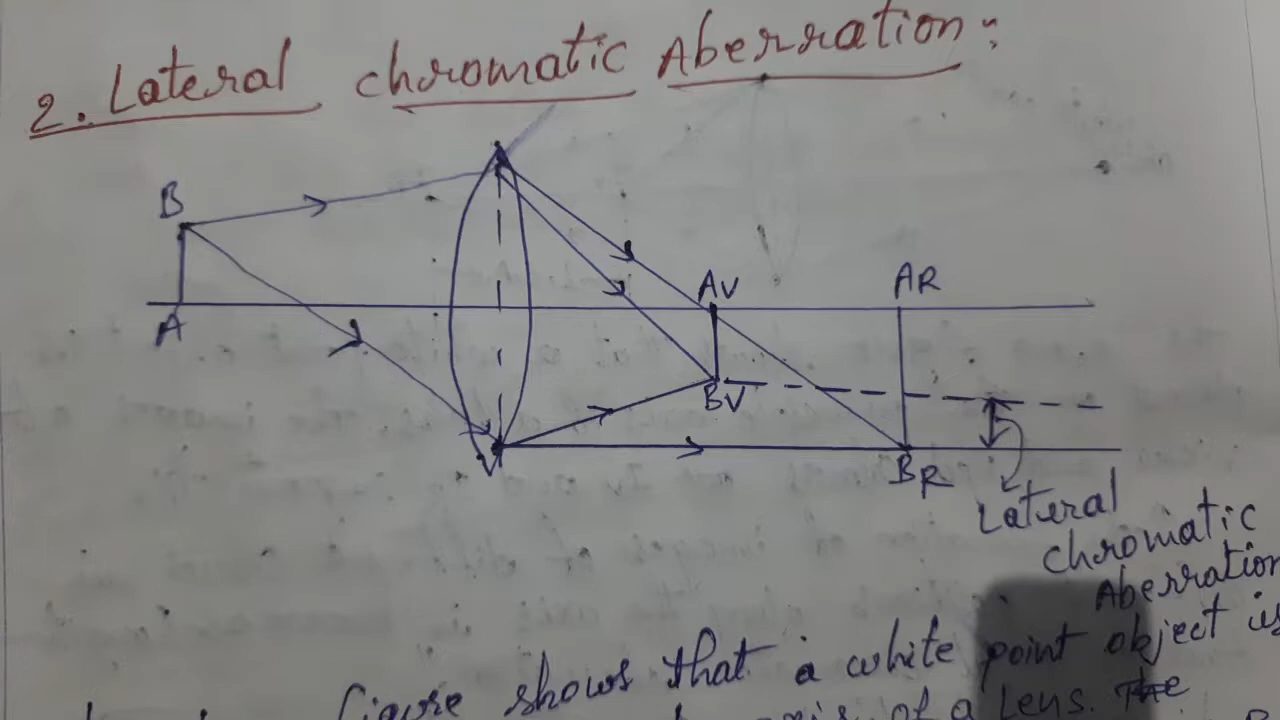 2. Lateral chromatic Aberration:
B
A
AV
AR
BV
BR
Lateral
chromatic
Aberration
figure shows that a white point object is
axis of a Lens. The